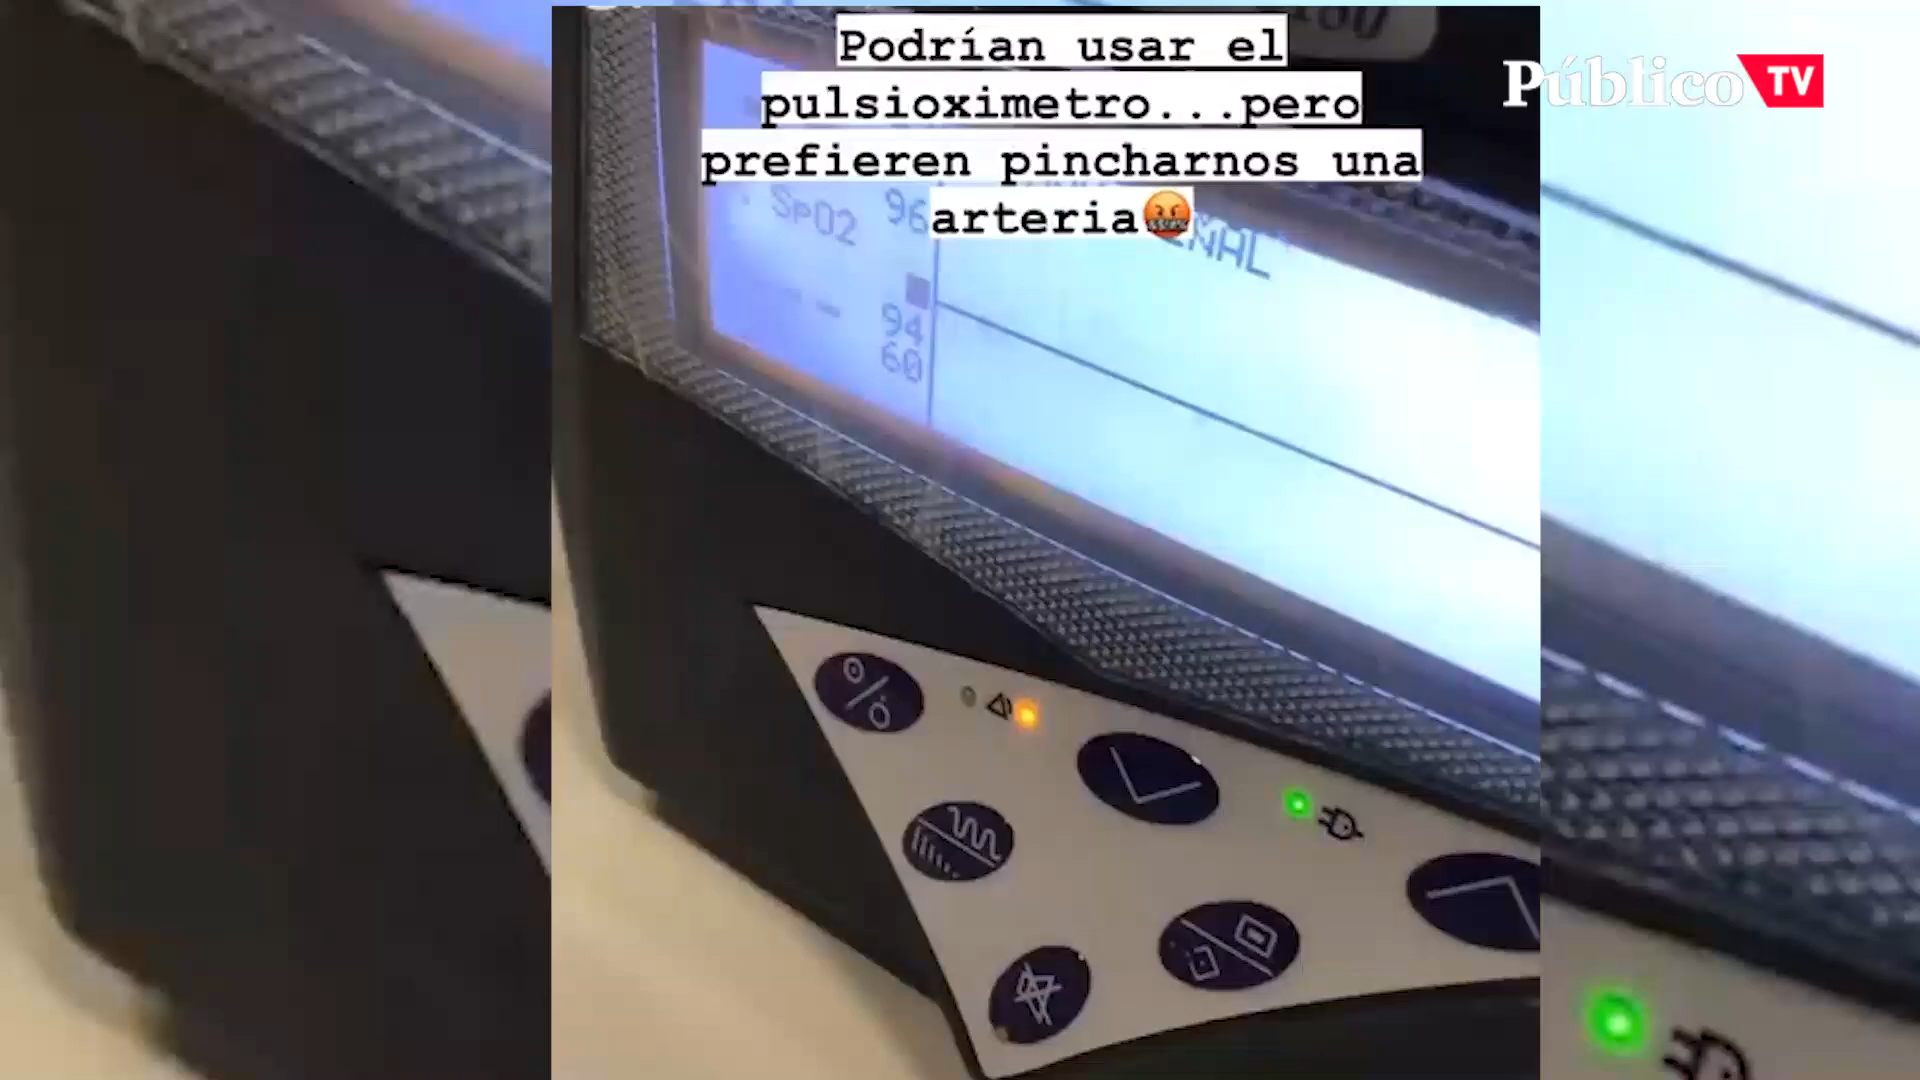 Podrían usar el
pulsioximetro...pero
prefieren pincharnos una
arteria🤬
Público TV
SpO2 96
94
60